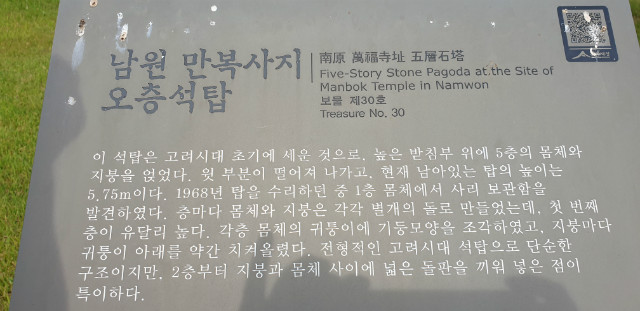 남원 만복사지
오층석탑
南原 萬福寺址 五層石塔
Five-Story Stone Pagoda at the Site of
Manbok Temple in Namwon
보물 제30호
Treasure No. 30
이 석탑은 고려시대 초기에 세운 것으로, 높은 받침부 위에 5층의 몸체와
지붕을 얹었다. 윗 부분이 떨어져 나가고, 현재 남아있는 탑의 높이는
5.75m이다. 1968년 탑을 수리하던 중 1층 몸체에서 사리 보관함을
발견하였다. 층마다 몸체와 지붕은 각각 별개의 돌로 만들었는데, 첫 번째
층이 유달리 높다. 각층 몸체의 귀퉁이에 기둥모양을 조각하였고, 지붕마다
귀퉁이 아래를 약간 치켜올렸다. 전형적인 고려시대 석탑으로 단순한
구조이지만, 2층부터 지붕과 몸체 사이에 넓은 돌판을 끼워 넣은 점이
특이하다.